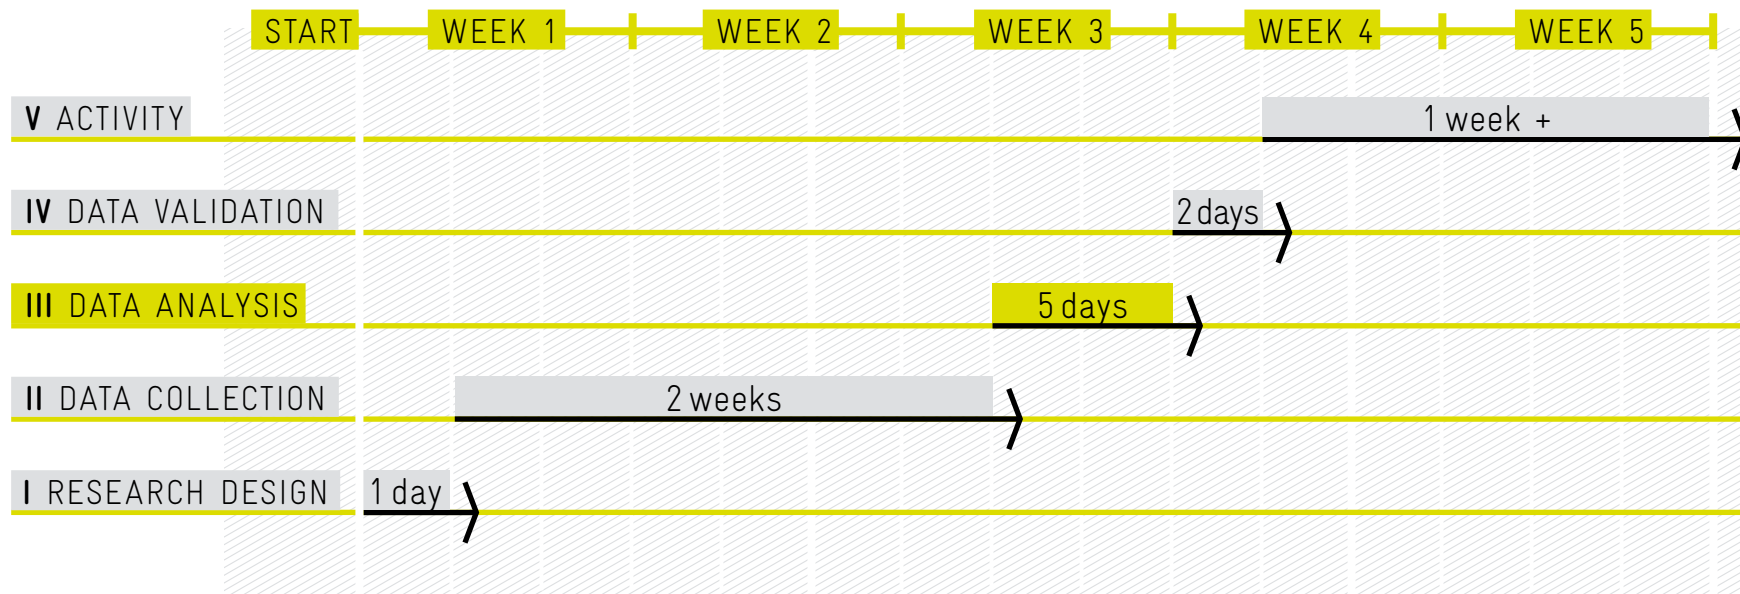 START WEEK 1 WEEK 2 WEEK 3 WEEK 4 WEEK 5
V ACTIVITY 1 week +
IV DATA VALIDATION 2 days
III DATA ANALYSIS 5 days
II DATA COLLECTION 2 weeks
I RESEARCH DESIGN 1 day